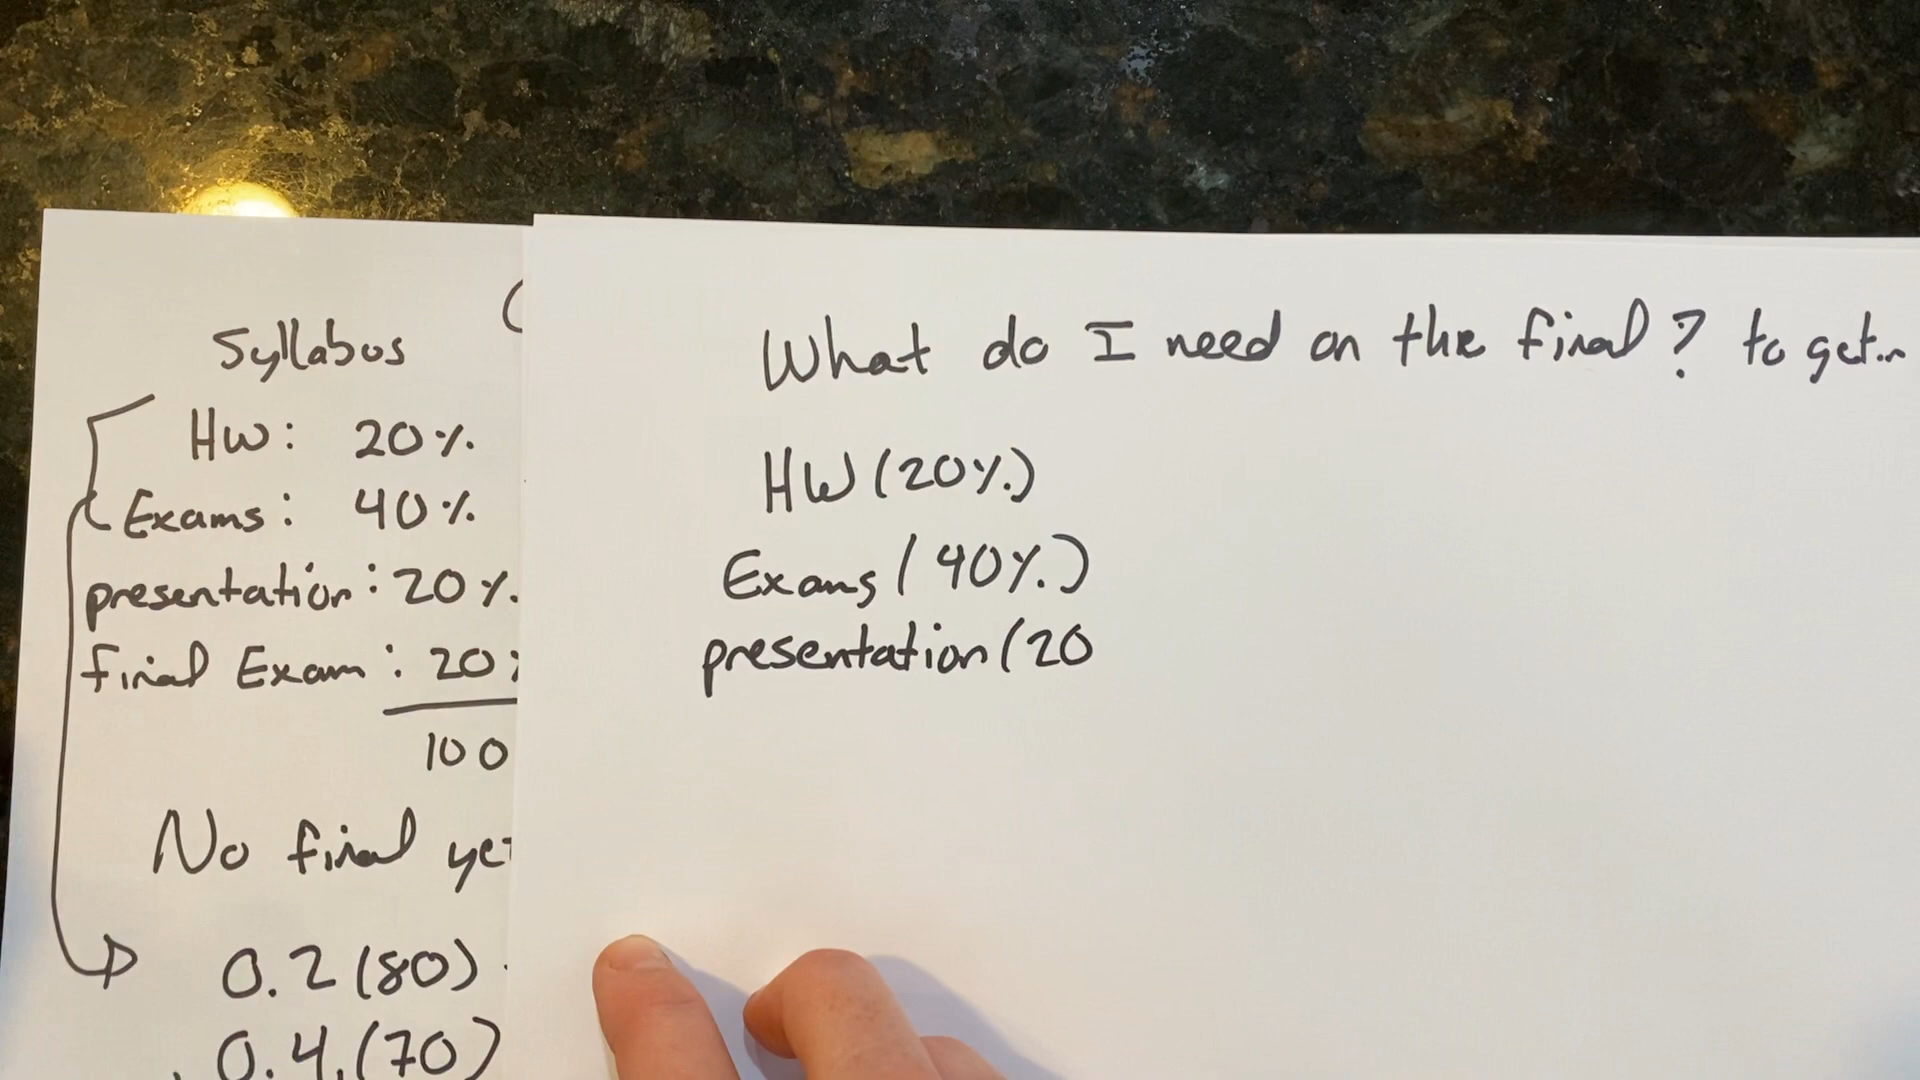 Syllabus
HW: 20%
Exams: 40%
presentation: 20%.
final Exam: 20%
100
No final yet
0.2(80)
0.4(70)
What do I need on the final? to get...
HW (20%)
Exams (40%)
presentation (20